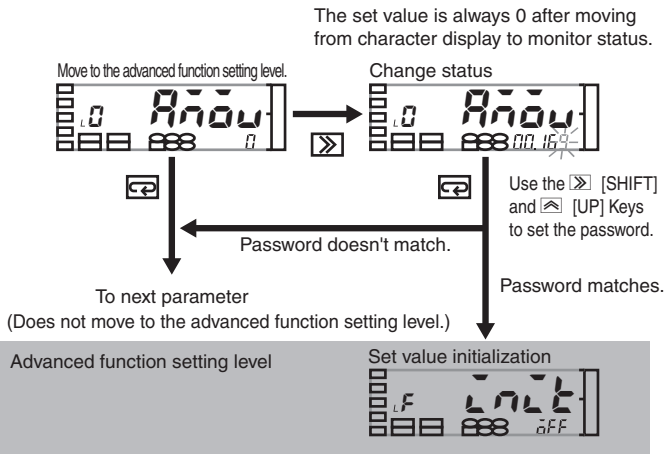 The set value is always 0 after moving
from character display to monitor status.
Move to the advanced function setting level.
Change status
L0 Amov
0
L0 Amov
00.169
Use the [SHIFT]
and [UP] Keys
to set the password.
Password doesn't match.
Password matches.
To next parameter
(Does not move to the advanced function setting level.)
Advanced function setting level
Set value initialization
LF init
oFF